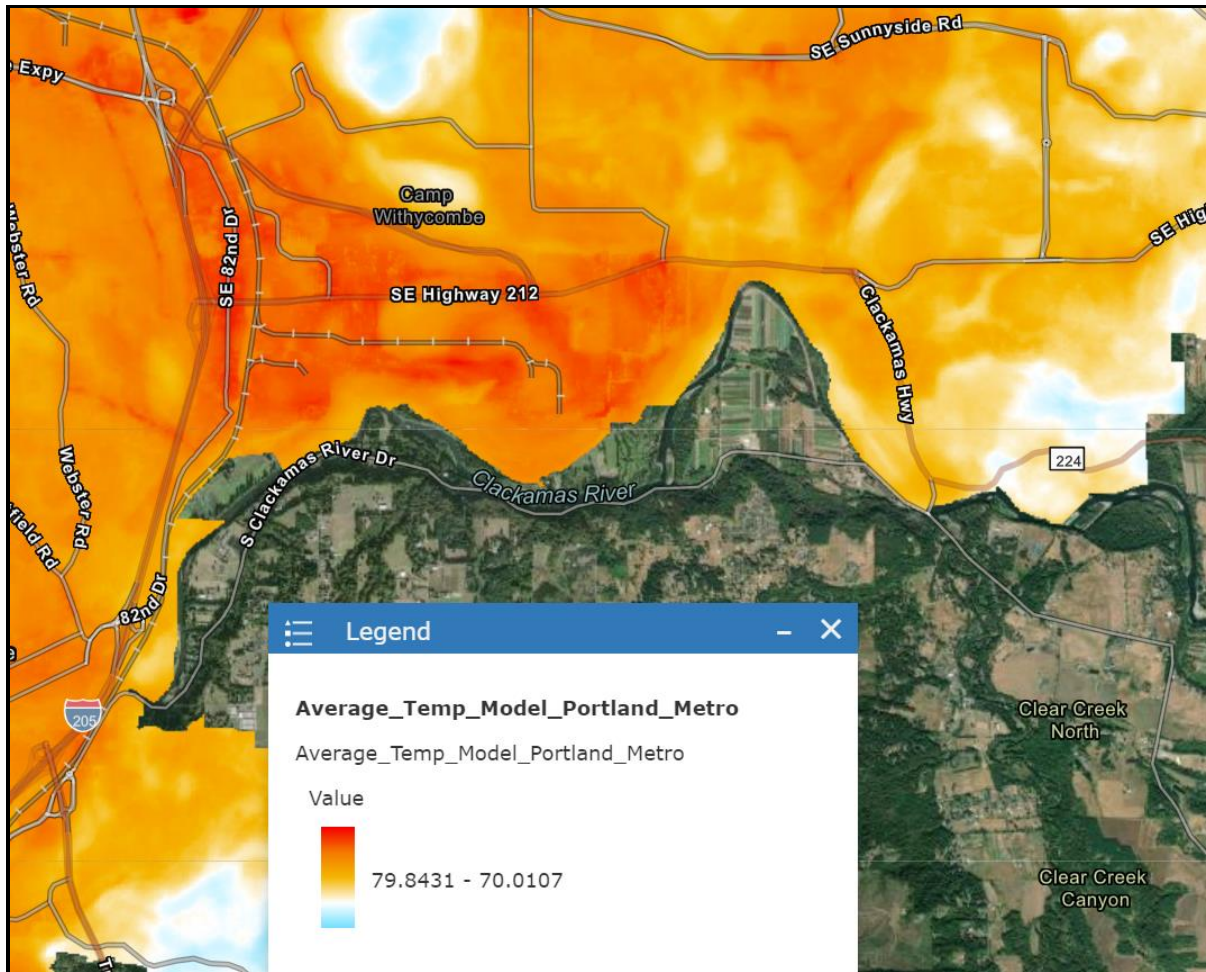 SE Sunnyside Rd
Expy
Camp
Withycombe
Webster Rd
SE 82nd Dr
SE Highway 212
Clackamas Hwy
224
Webster Rd
S Clackamas River Dr
Clackamas River
82nd Dr
205
Legend
Average_Temp_Model_Portland_Metro
Average_Temp_Model_Portland_Metro
Value
79.8431 - 70.0107
Clear Creek
North
Clear Creek
Canyon